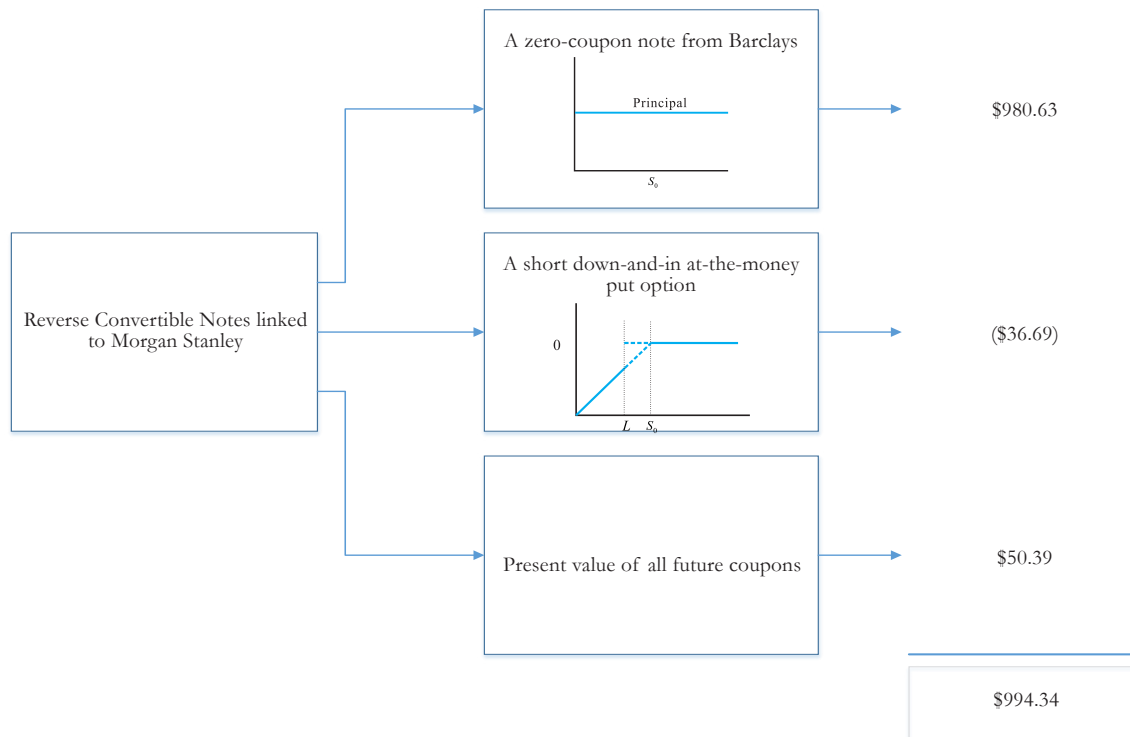 A zero-coupon note from Barclays
Principal
S₀
$980.63
Reverse Convertible Notes linked
to Morgan Stanley
A short down-and-in at-the-money
put option
0
L S₀
($36.69)
Present value of all future coupons
$50.39
$994.34